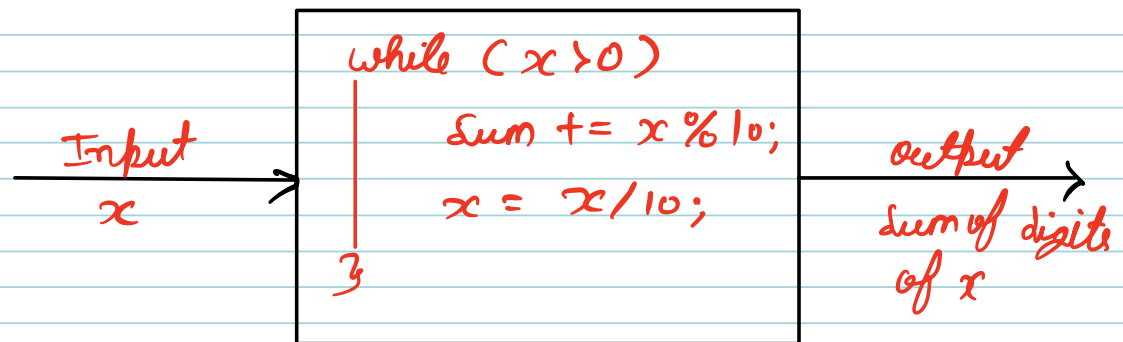 Input
x
while (x>0)
sum += x%10;
x = x/10;
}
output
sum of digits
of x